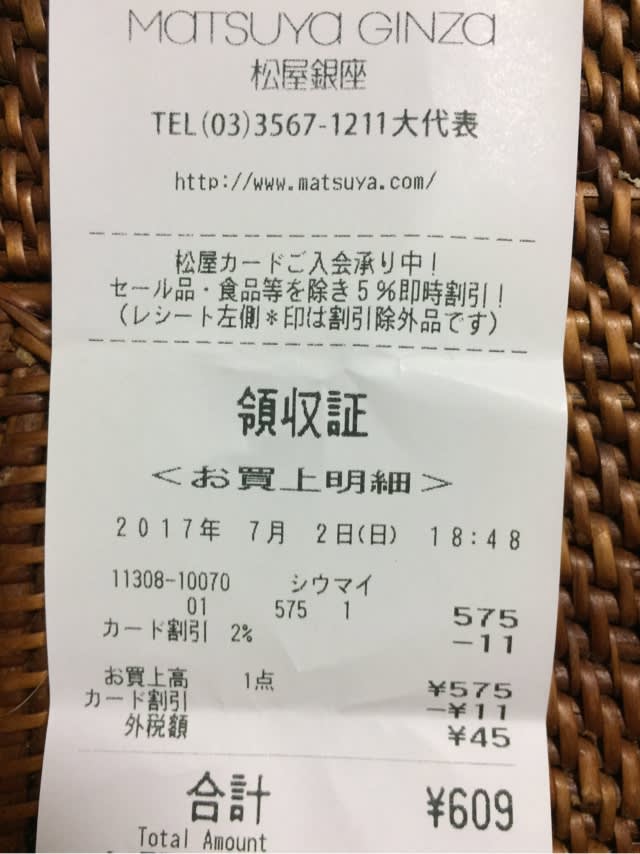 MATSUYA GINZA
松屋銀座
TEL(03)3567-1211大代表
http://www.matsuya.com/
松屋カードご入会承り中！
セール品・食品等を除き５％即時割引！
（レシート左側＊印は割引除外品です）
領収証
＜お買上明細＞
２０１７年　７月　２日(日)　１８:４８
11308-10070　シウマイ
01　575　1　575
カード割引　2%　-11
お買上高　1点　¥575
カード割引　-¥11
外税額　¥45
合計　¥609
Total Amount